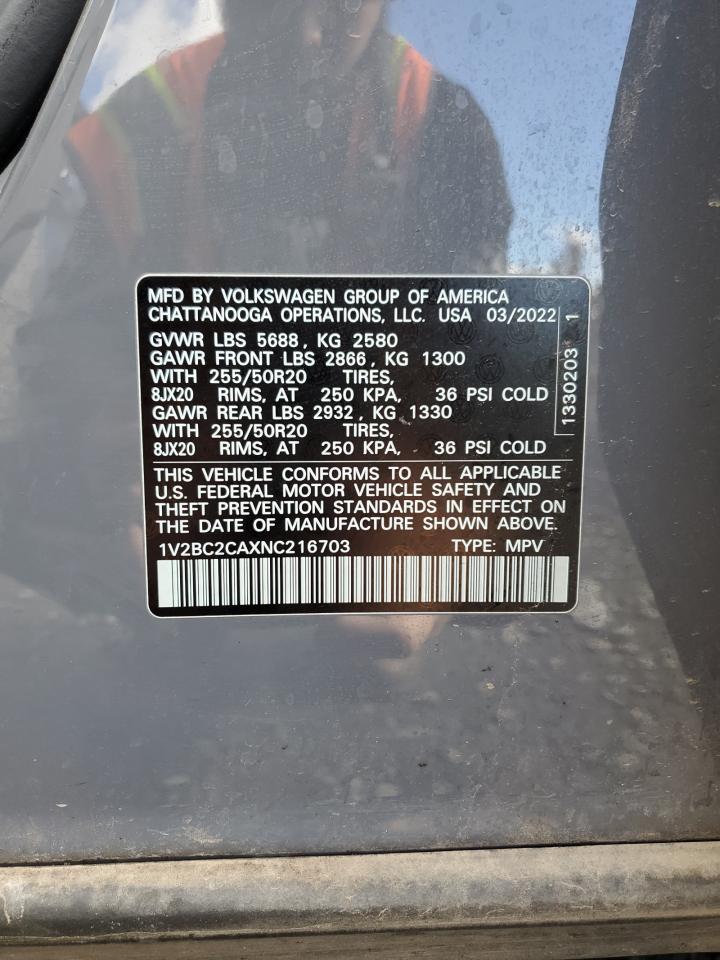 MFD BY VOLKSWAGEN GROUP OF AMERICA
CHATTANOOGA OPERATIONS, LLC. USA 03/2022
GVWR LBS 5688, KG 2580
GAWR FRONT LBS 2866, KG 1300
WITH 255/50R20 TIRES,
8JX20 RIMS, AT 250 KPA, 36 PSI COLD
GAWR REAR LBS 2932, KG 1330
WITH 255/50R20 TIRES,
8JX20 RIMS, AT 250 KPA, 36 PSI COLD
THIS VEHICLE CONFORMS TO ALL APPLICABLE
U.S. FEDERAL MOTOR VEHICLE SAFETY AND
THEFT PREVENTION STANDARDS IN EFFECT ON
THE DATE OF MANUFACTURE SHOWN ABOVE.
1V2BC2CAXNC216703 TYPE: MPV
1330203